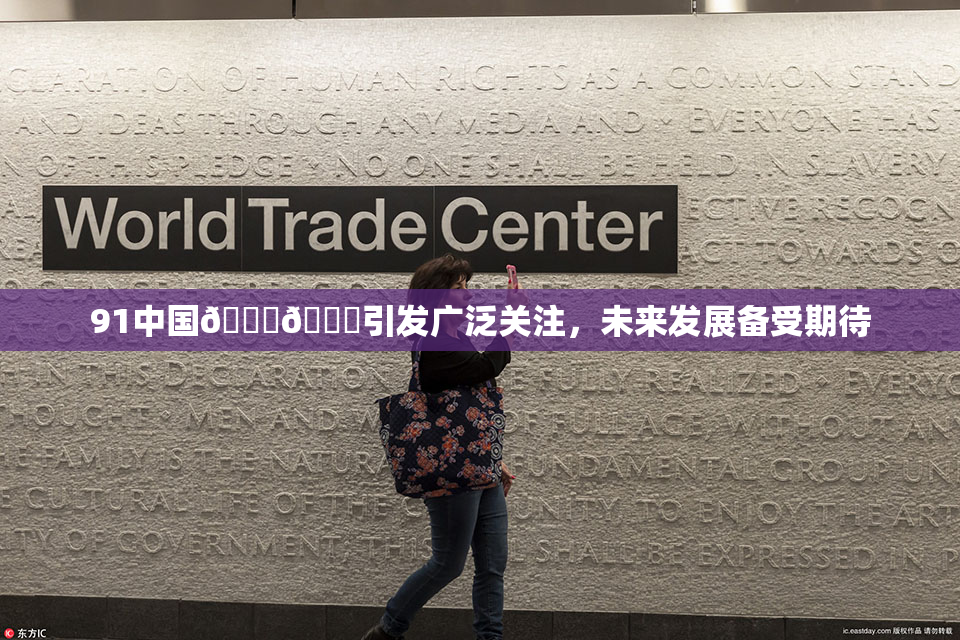 CLARATION OF HUMAN RIGHTS AS A COMMON STAND
AND IDEAS THROUGH ANY MEDIA AND ~ EVERYONE HAS T
N OF THIS PLEDGE ~ NO ONE SHALL BE HELD IN SLAVERY
ECTIVE RECOGN
World Trade Center
ACT TOWARDS O
91中国ð ð 引发广泛关注，未来发展备受期待
IN THIS DECLARATION FULLY REALIZED ~ EVERYO
THOUGHT MEN AND OF FULL AGE WITHO
E FAMILY IS THE NATURA FUNDAMENTAL GROUP
E CULTURAL LIFE OF THE COMMUNITY, TO ENJOY THE ART
TY OF GOVERNMENT; THIS SHALL BE EXPRESSED IN P
东方IC
ic.eastday.com 版权作品 请勿转载